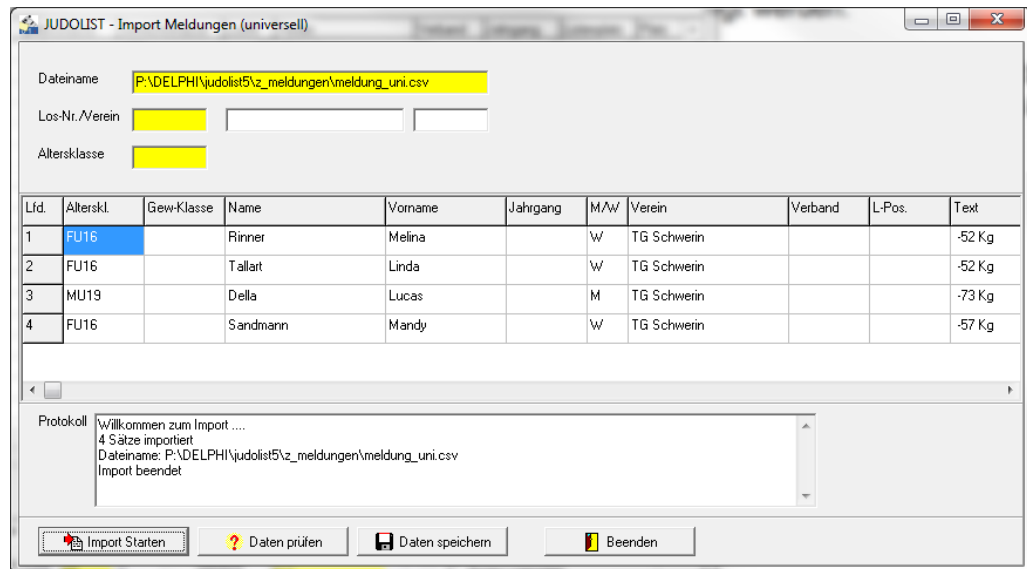 JUDOLIST - Import Meldungen (universell)
Dateiname P:\DELPHI\judolist5\z_meldungen\meldung_uni.csv
Los-Nr./Verein
Altersklasse
Lfd. Alterskl. Gew-Klasse Name Vorname Jahrgang M/W Verein Verband L-Pos. Text
1 FU16 Rinner Melina W TG Schwerin -52 Kg
2 FU16 Tallart Linda W TG Schwerin -52 Kg
3 MU19 Della Lucas M TG Schwerin -73 Kg
4 FU16 Sandmann Mandy W TG Schwerin -57 Kg
Protokoll
Willkommen zum Import ....
4 Sätze importiert
Dateiname: P:\DELPHI\judolist5\z_meldungen\meldung_uni.csv
Import beendet
Import Starten Daten prüfen Daten speichern Beenden